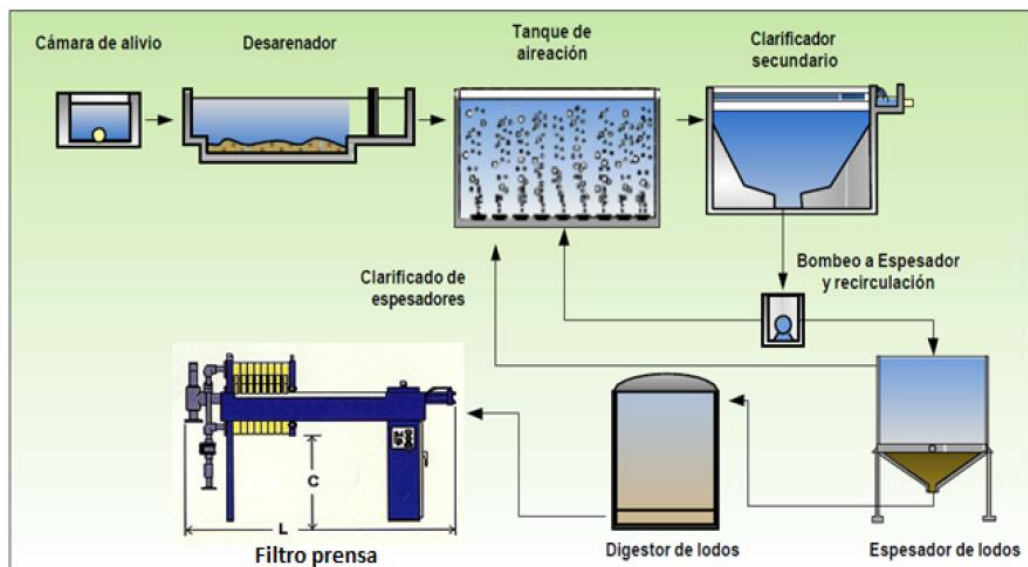 Cámara de alivio
Desarenador
Tanque de
aireación
Clarificador
secundario
Clarificado de
espesadores
Bombeo a Espesador
y recirculación
C
L
Filtro prensa
Digestor de lodos
Espesador de lodos